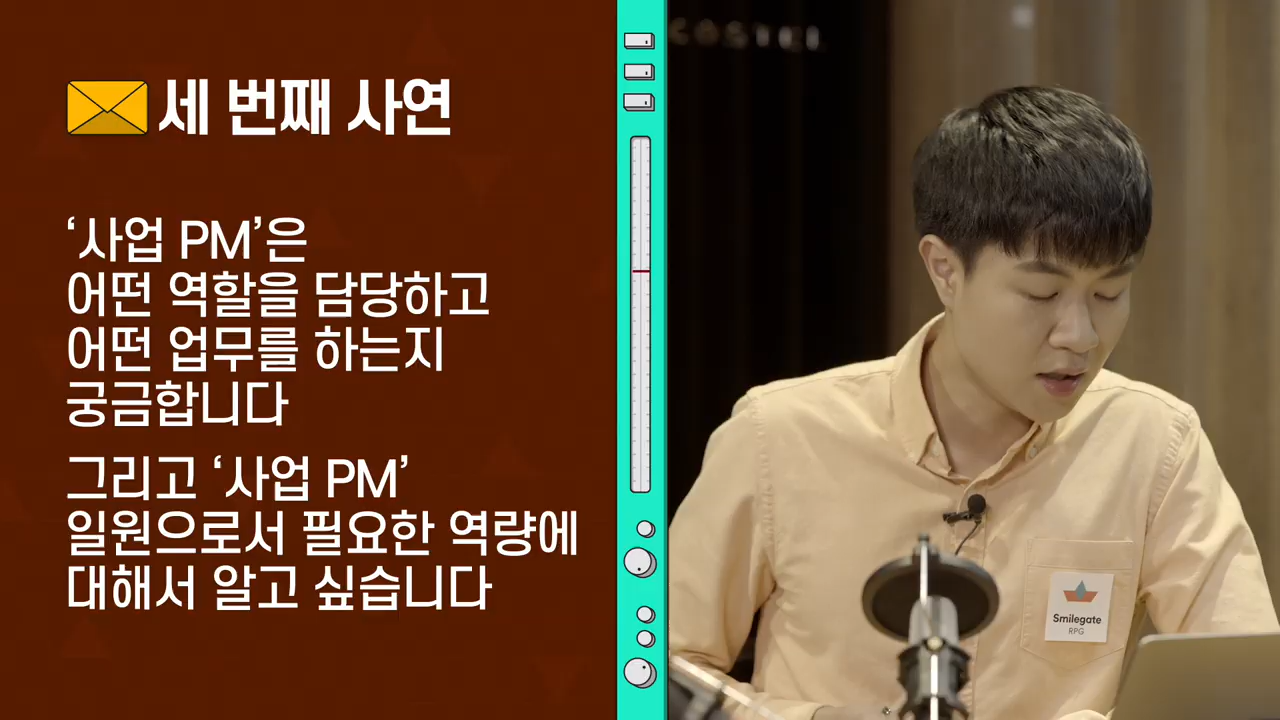 세 번째 사연
‘사업 PM’은
어떤 역할을 담당하고
어떤 업무를 하는지
궁금합니다
그리고 ‘사업 PM’
일원으로서 필요한 역량에
대해서 알고 싶습니다
Smilegate
RPG